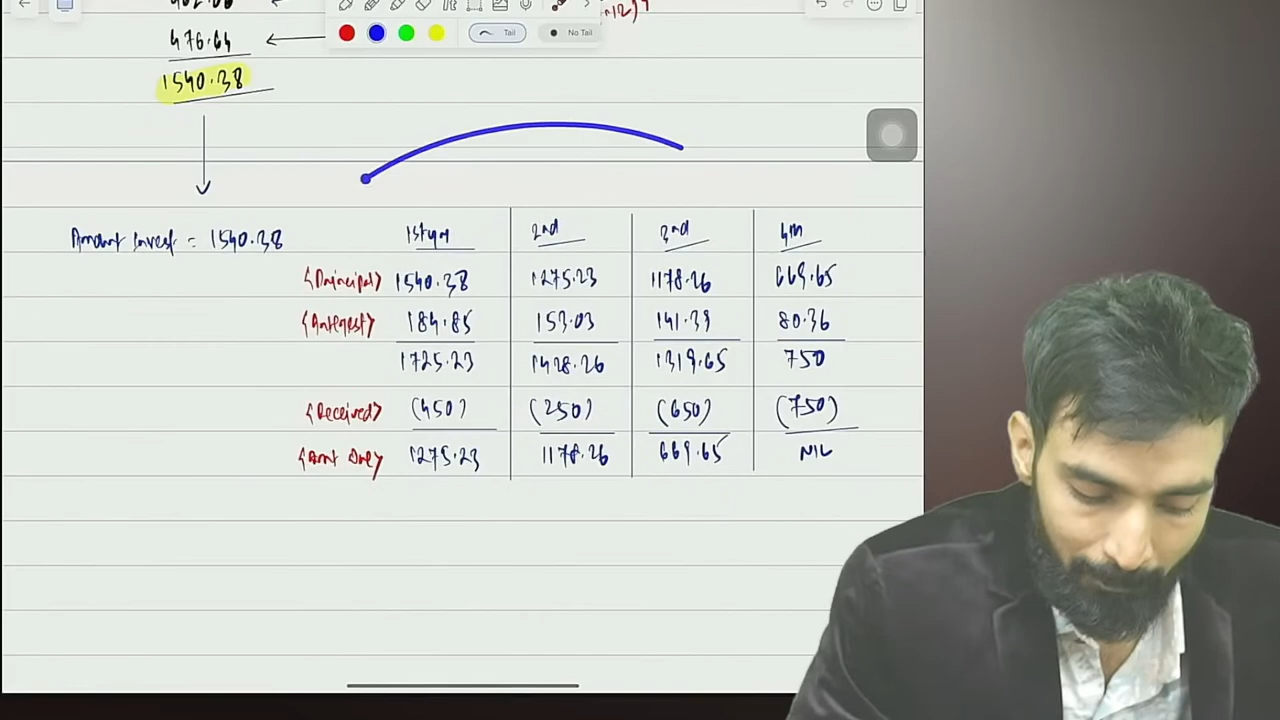 476.64
1540.38
Tail No Tail
Amount Invest = 1540.38
1st yr 2nd 3rd 4th
{Principal} 1540.38 1275.23 1178.26 669.65
{Interest} 184.85 153.03 141.39 80.36
1725.23 1428.26 1319.65 750
{Received} (450) (250) (650) (750)
{Amt Due} 1275.23 1178.26 669.65 NIL